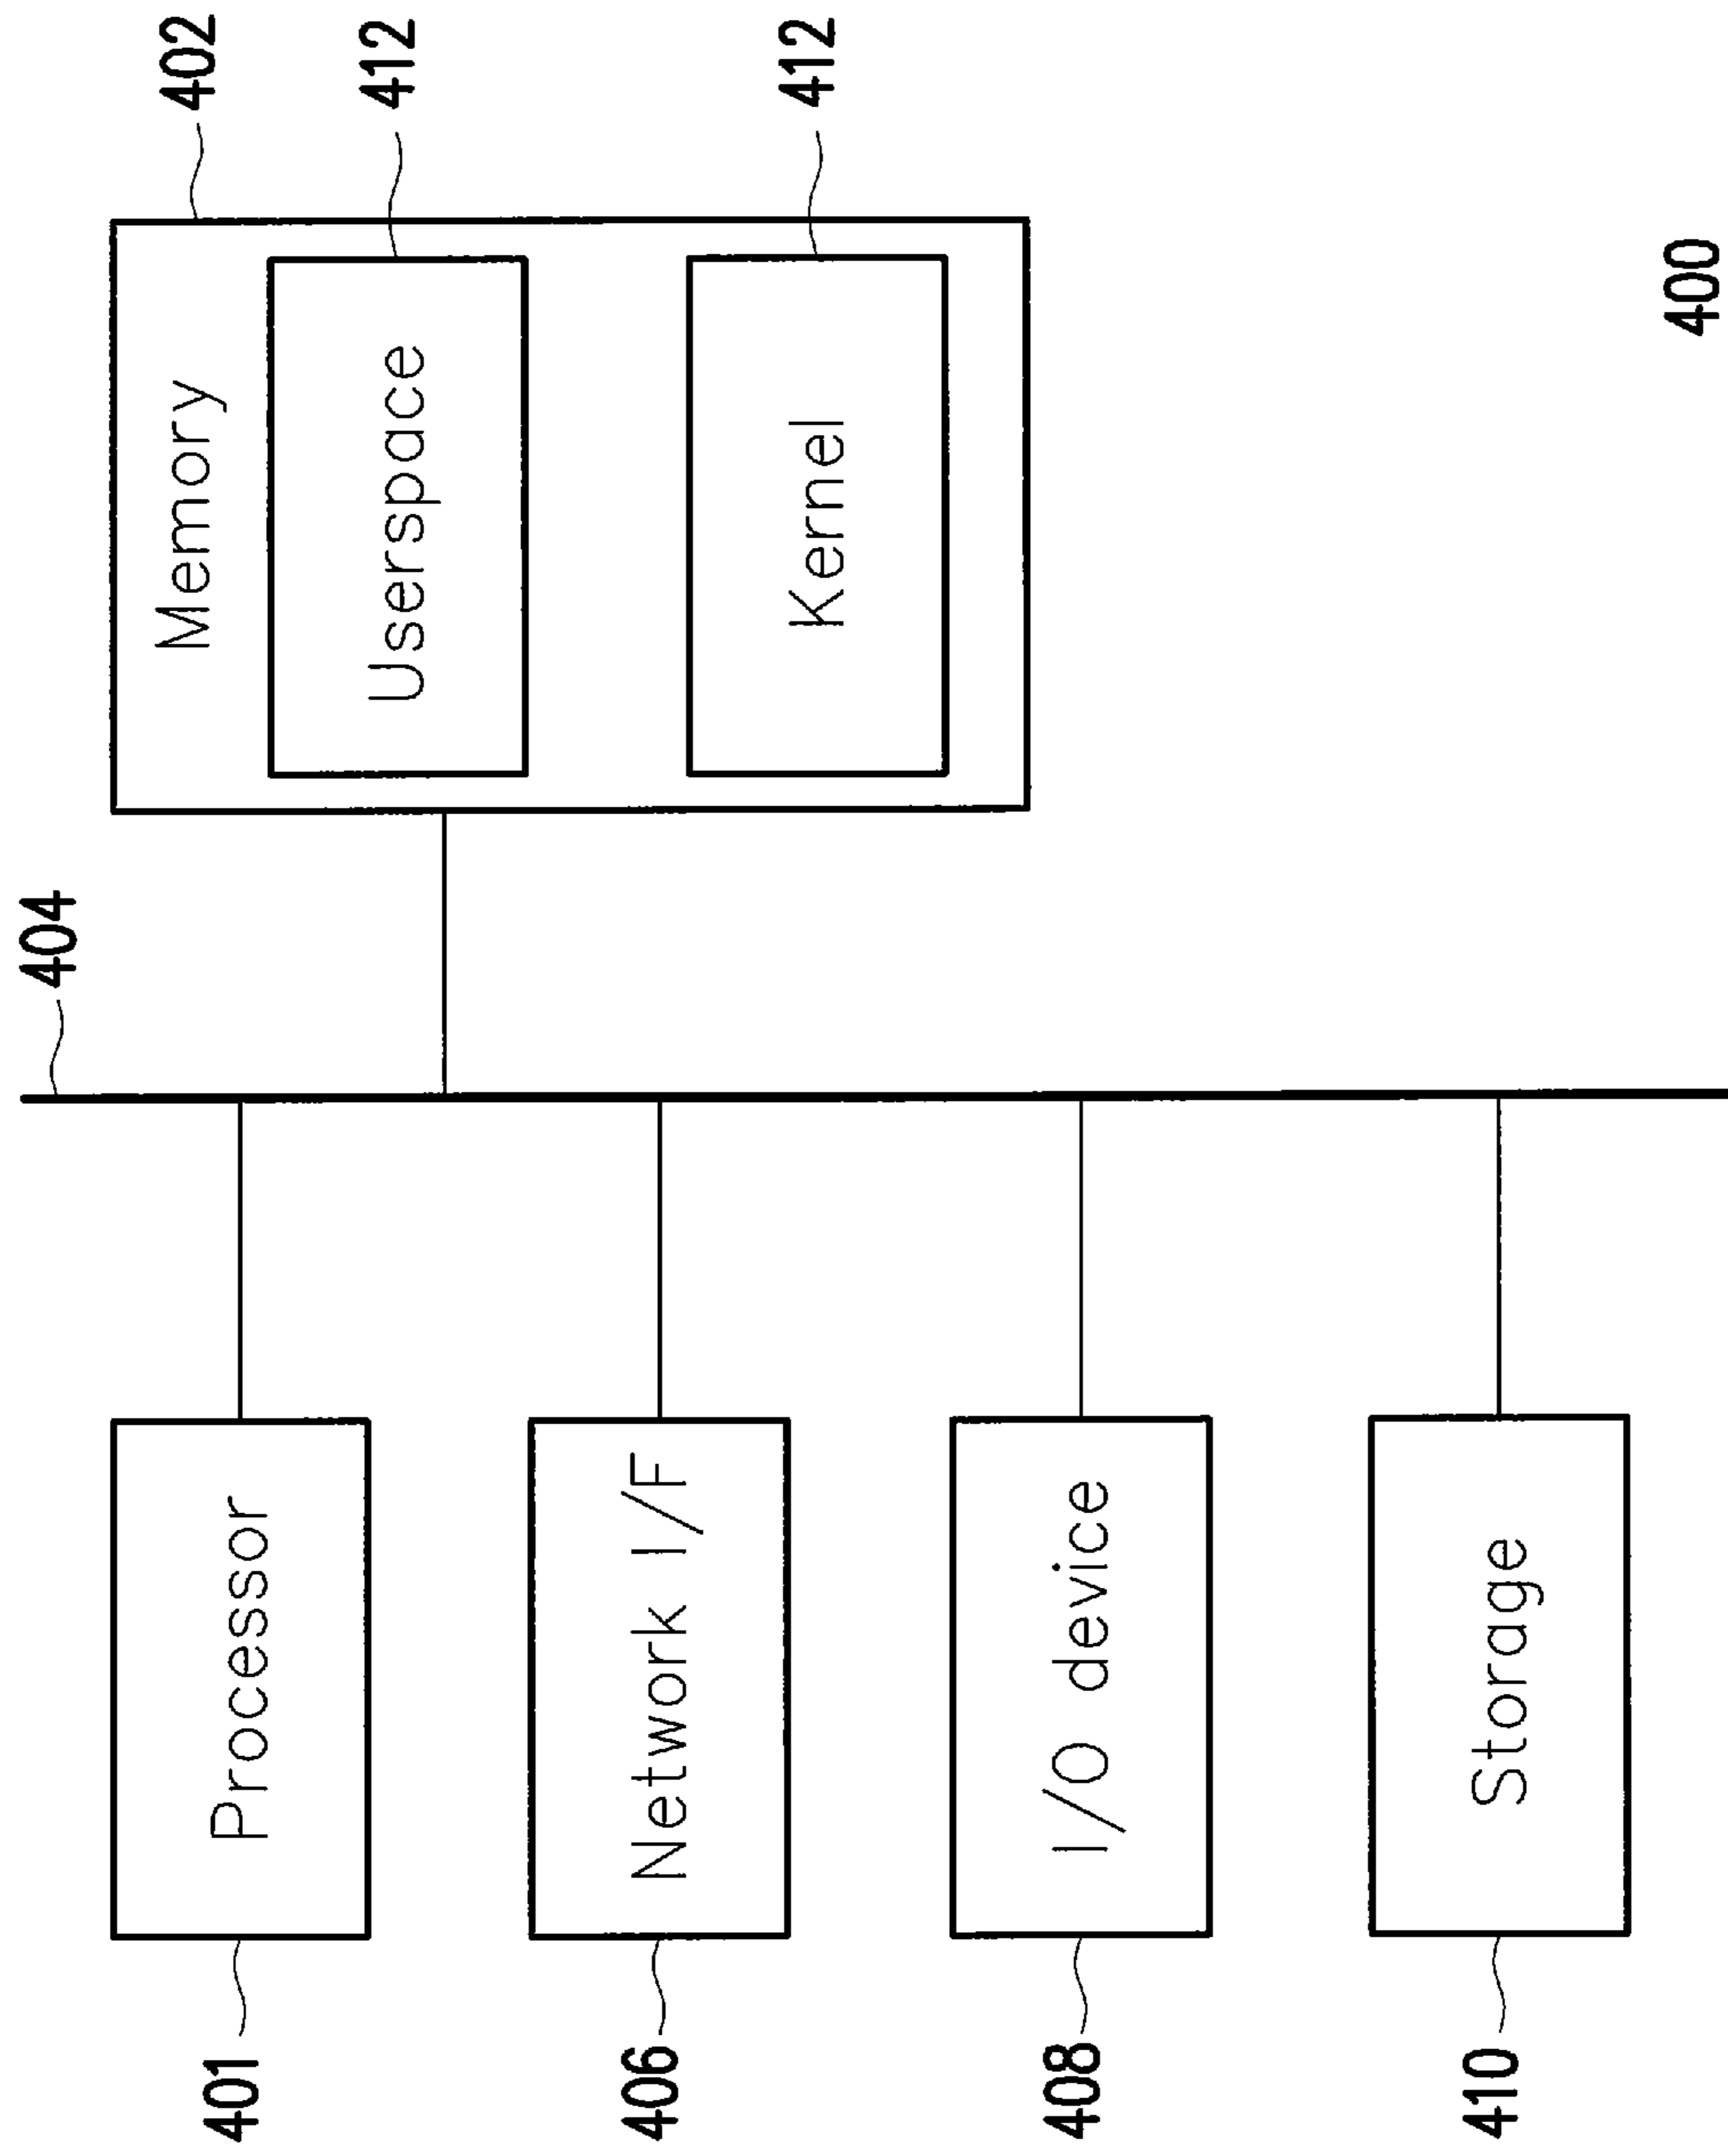 404
401
Processor
Memory
402
Userspace
412
406
Network I/F
Kernel
412
408
I/O device
410
Storage
400